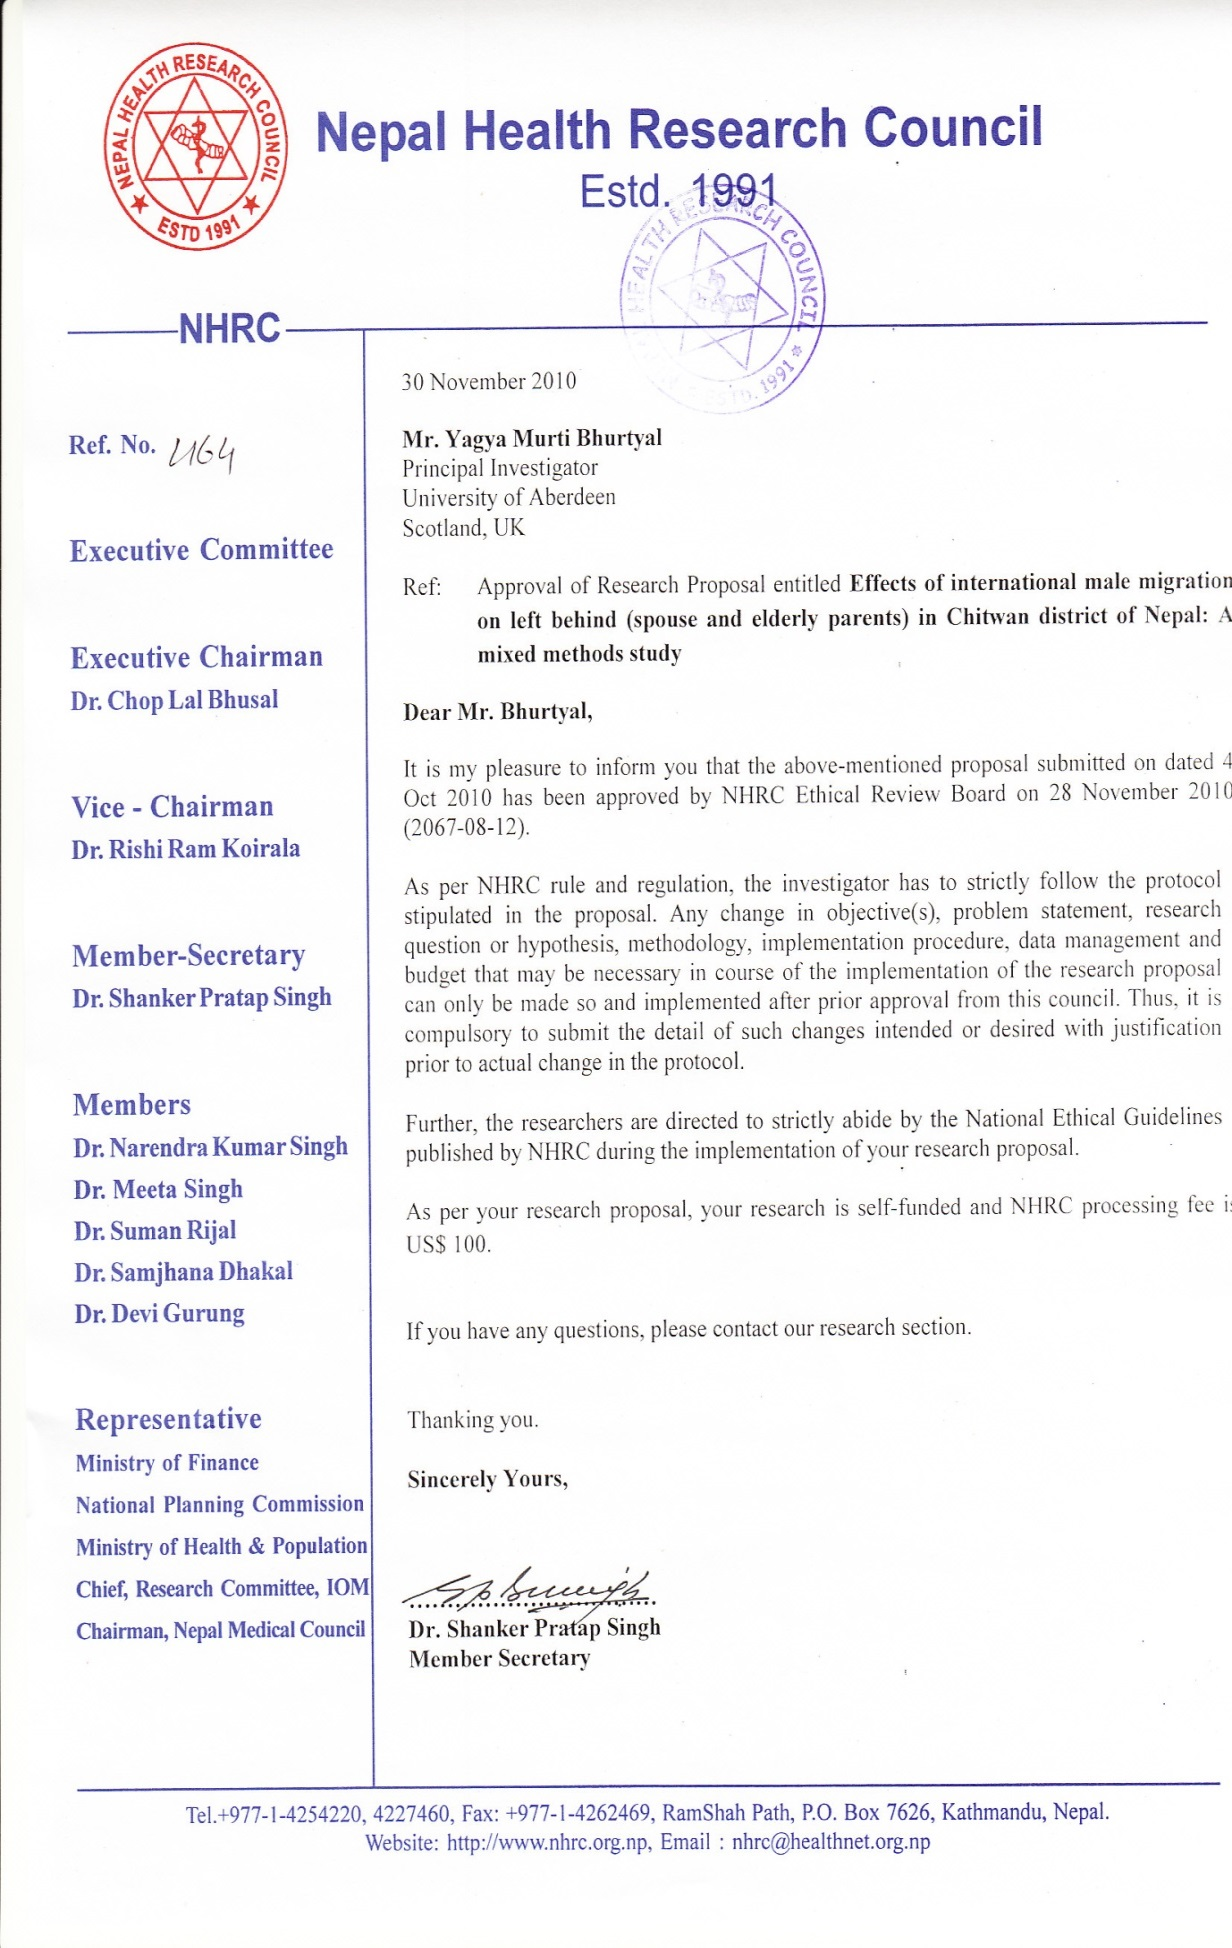 NEPAL HEALTH RESEARCH COUNCIL
ESTD 1991
Nepal Health Research Council
Estd. 1991
HEALTH RESEARCH COUNCIL
ESTD. 1991
NHRC
Ref. No.
Executive Committee
Executive Chairman
Dr. Chop Lal Bhusal
Vice - Chairman
Dr. Rishi Ram Koirala
Member-Secretary
Dr. Shanker Pratap Singh
Members
Dr. Narendra Kumar Singh
Dr. Meeta Singh
Dr. Suman Rijal
Dr. Samjhana Dhakal
Dr. Devi Gurung
Representative
Ministry of Finance
National Planning Commission
Ministry of Health & Population
Chief, Research Committee, IOM
Chairman, Nepal Medical Council
30 November 2010
Mr. Yagya Murti Bhurtyal
Principal Investigator
University of Aberdeen
Scotland, UK
Ref: Approval of Research Proposal entitled Effects of international male migration
on left behind (spouse and elderly parents) in Chitwan district of Nepal: A
mixed methods study
Dear Mr. Bhurtyal,
It is my pleasure to inform you that the above-mentioned proposal submitted on dated 4
Oct 2010 has been approved by NHRC Ethical Review Board on 28 November 2010
(2067-08-12).
As per NHRC rule and regulation, the investigator has to strictly follow the protocol
stipulated in the proposal. Any change in objective(s), problem statement, research
question or hypothesis, methodology, implementation procedure, data management and
budget that may be necessary in course of the implementation of the research proposal
can only be made so and implemented after prior approval from this council. Thus, it is
compulsory to submit the detail of such changes intended or desired with justification
prior to actual change in the protocol.
Further, the researchers are directed to strictly abide by the National Ethical Guidelines
published by NHRC during the implementation of your research proposal.
As per your research proposal, your research is self-funded and NHRC processing fee is
US$ 100.
If you have any questions, please contact our research section.
Thanking you.
Sincerely Yours,
Dr. Shanker Pratap Singh
Member Secretary
Tel.+977-1-4254220, 4227460, Fax: +977-1-4262469, RamShah Path, P.O. Box 7626, Kathmandu, Nepal.
Website: http://www.nhrc.org.np, Email : nhrc@healthnet.org.np